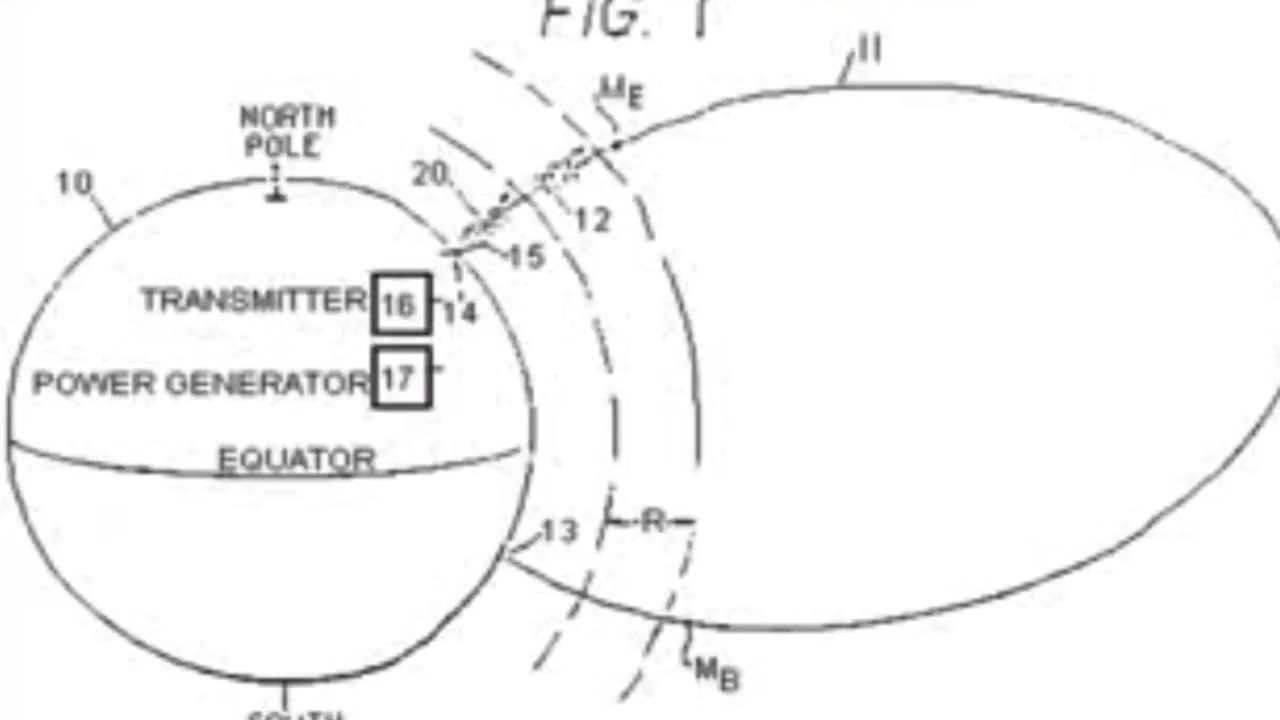 FIG. 1
11
M_E
NORTH
POLE
10
20
12
15
TRANSMITTER 16
14
POWER GENERATOR 17
EQUATOR
R
13
M_B
SOUTH